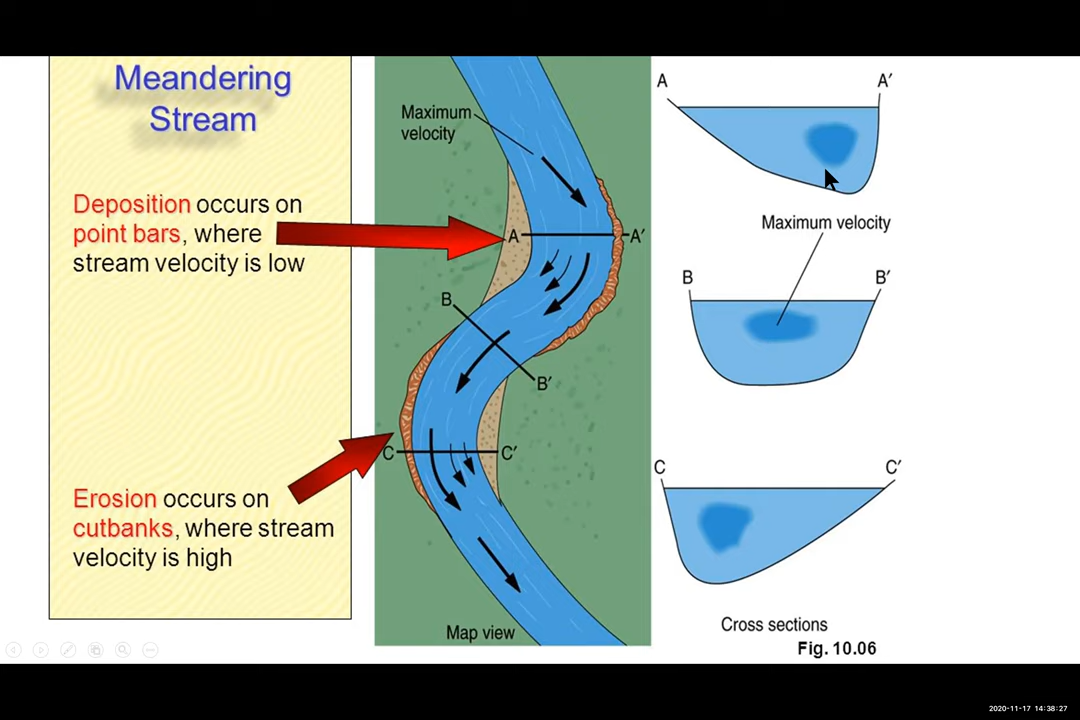 Meandering
Stream
Deposition occurs on
point bars, where
stream velocity is low
Erosion occurs on
cutbanks, where stream
velocity is high
Maximum
velocity
A
A′
B
B′
C
C′
Map view
A
A′
Maximum velocity
B
B′
C
C′
Cross sections
Fig. 10.06
2020-11-17 14:38:27